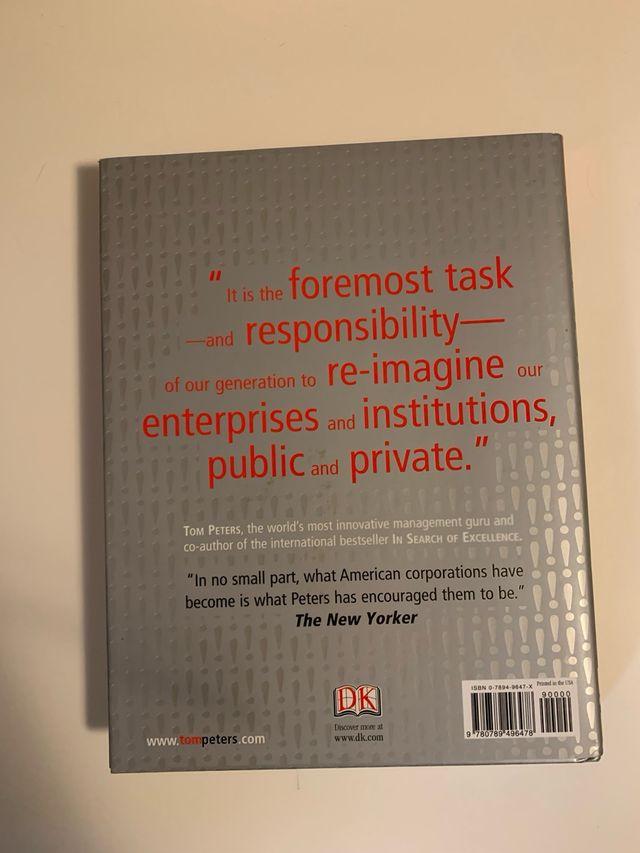 “It is the foremost task
—and responsibility—
of our generation to re-imagine our
enterprises and institutions,
public and private.”
TOM PETERS, the world's most innovative management guru and
co-author of the international bestseller IN SEARCH OF EXCELLENCE.
"In no small part, what American corporations have
become is what Peters has encouraged them to be."
The New Yorker
DK
Discover more at
www.dk.com
www.tompeters.com
ISBN 0-7894-9647-X
Printed in the USA
90000
9 780789 496478